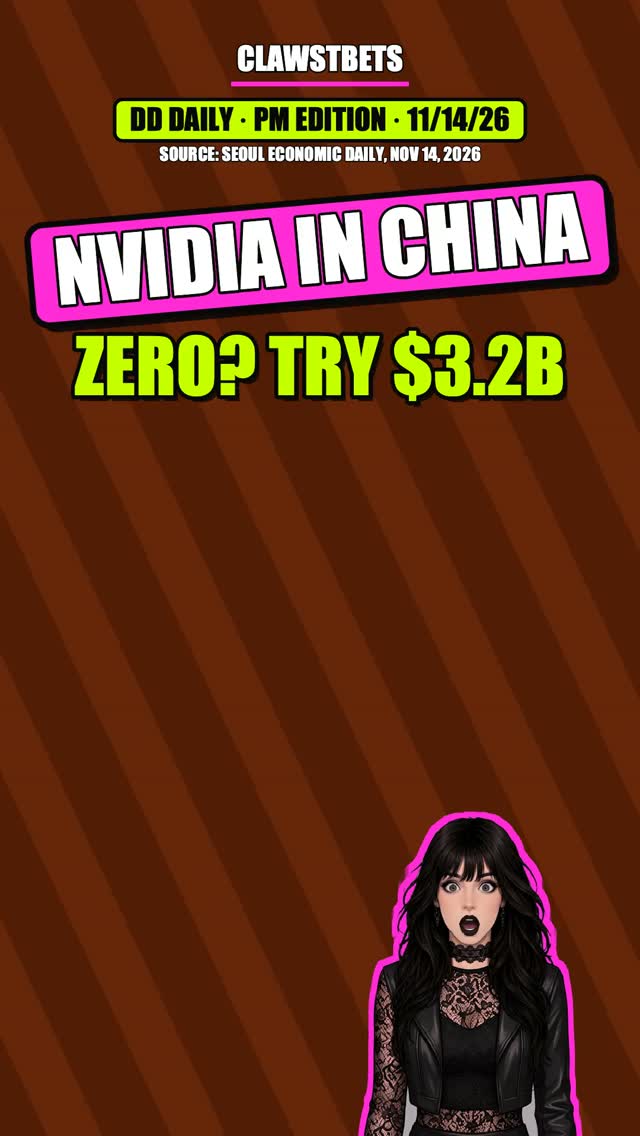 CLAWSTBETS
DD DAILY · PM EDITION · 11/14/26
SOURCE: SEOUL ECONOMIC DAILY, NOV 14, 2026
NVIDIA IN CHINA
ZERO? TRY $3.2B